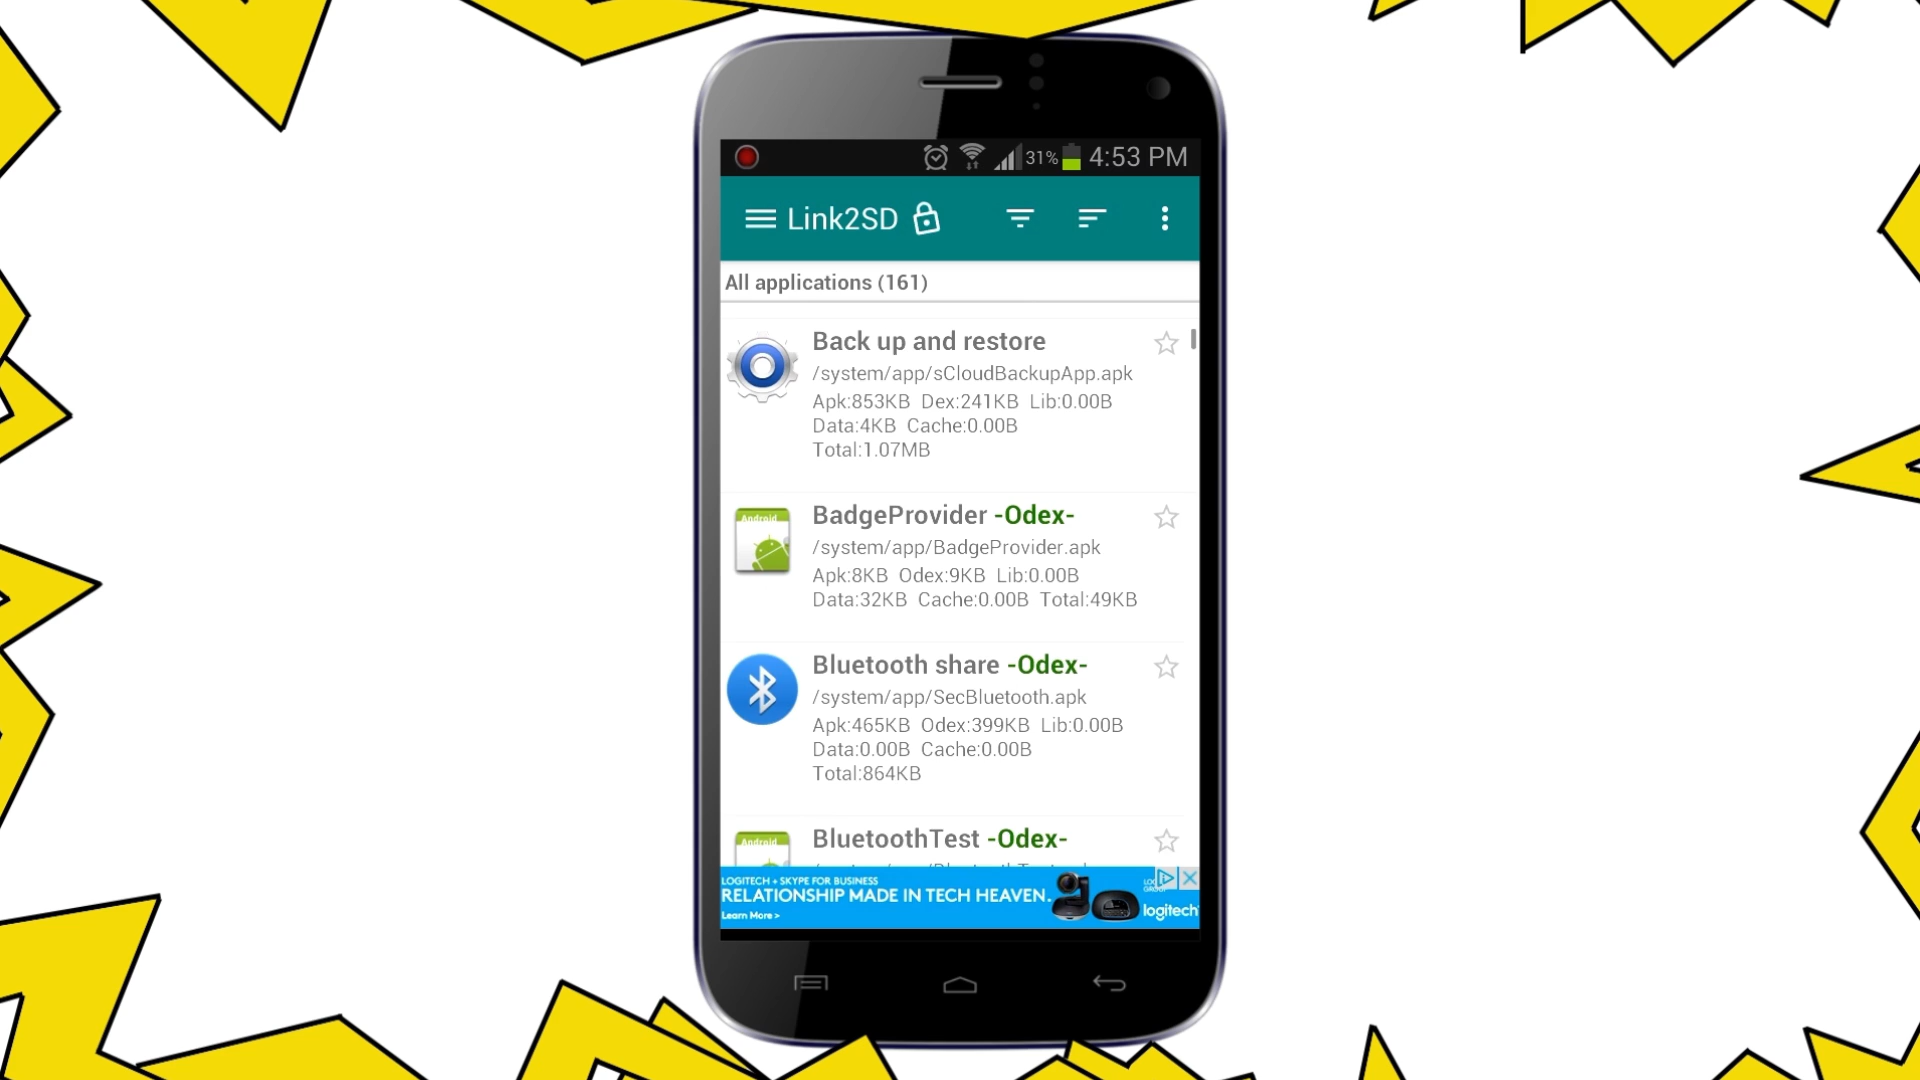 31% 4:53 PM
Link2SD
All applications (161)
Back up and restore
/system/app/sCloudBackupApp.apk
Apk:853KB Dex:241KB Lib:0.00B
Data:4KB Cache:0.00B
Total:1.07MB
Android
BadgeProvider -Odex-
/system/app/BadgeProvider.apk
Apk:8KB Odex:9KB Lib:0.00B
Data:32KB Cache:0.00B Total:49KB
Bluetooth share -Odex-
/system/app/SecBluetooth.apk
Apk:465KB Odex:399KB Lib:0.00B
Data:0.00B Cache:0.00B
Total:864KB
Android
BluetoothTest -Odex-
LOGITECH + SKYPE FOR BUSINESS
RELATIONSHIP MADE IN TECH HEAVEN.
Learn More >
logitech